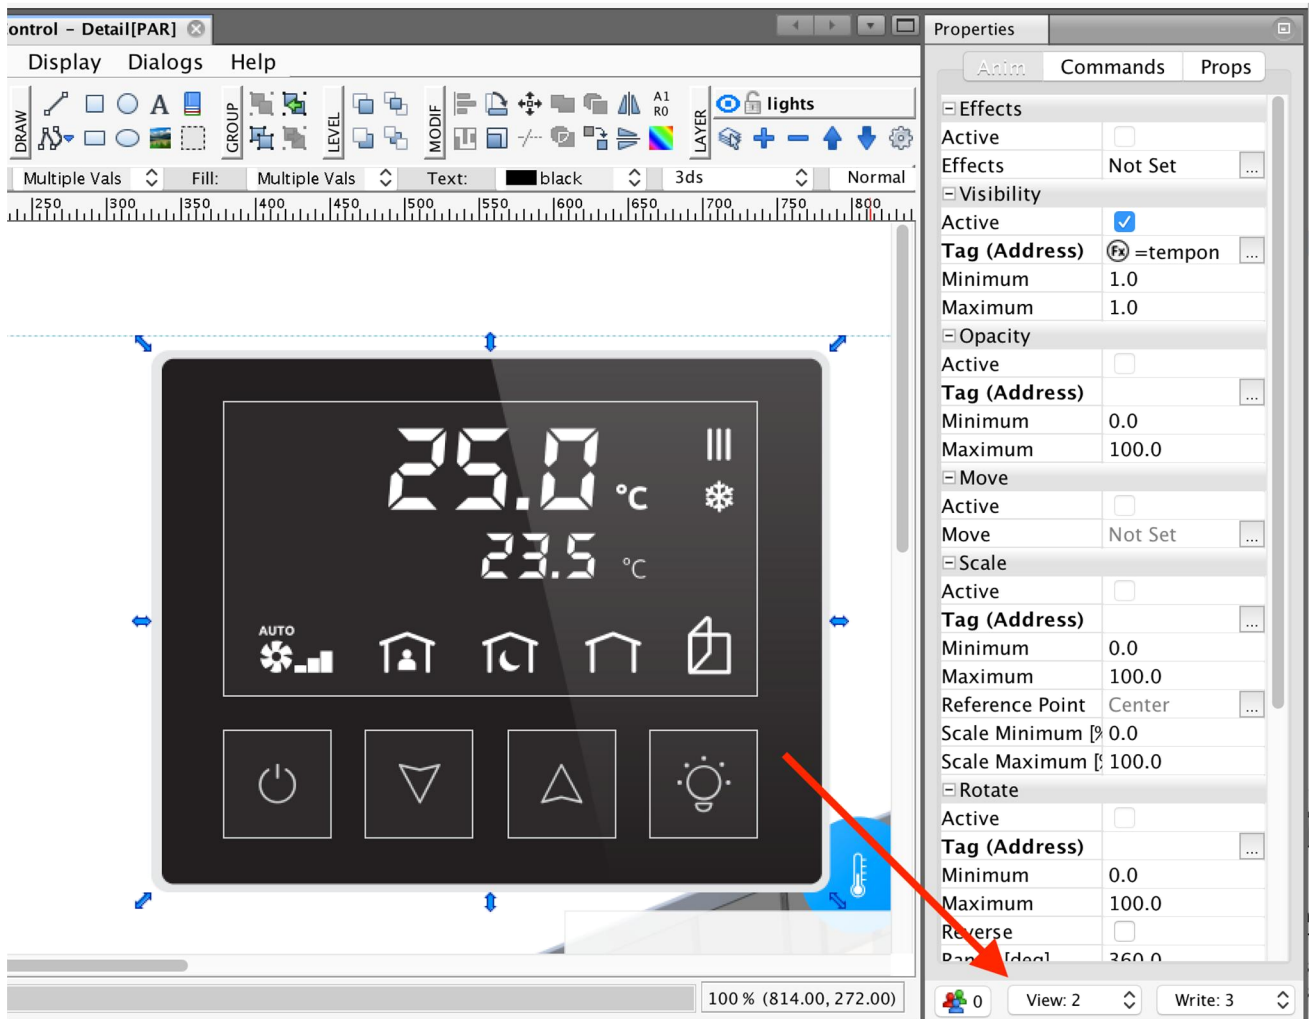 ontrol - Detail[PAR]
Display Dialogs Help
DRAW
A
GROUP
LEVEL
MODIF
A1
R0
LAYER
lights
Multiple Vals Fill: Multiple Vals Text: black 3ds Normal
250 300 350 400 450 500 550 600 650 700 750 800
25.0 °C
23.5 °C
AUTO
100 % (814.00, 272.00)
Properties
Anim Commands Props
Effects
Active
Effects Not Set ...
Visibility
Active
Tag (Address) Fx =tempon ...
Minimum 1.0
Maximum 1.0
Opacity
Active
Tag (Address) ...
Minimum 0.0
Maximum 100.0
Move
Active
Move Not Set ...
Scale
Active
Tag (Address) ...
Minimum 0.0
Maximum 100.0
Reference Point Center ...
Scale Minimum [% 0.0
Scale Maximum [ 100.0
Rotate
Active
Tag (Address) ...
Minimum 0.0
Maximum 100.0
Reverse
[deg] 360.0
0 View: 2 Write: 3